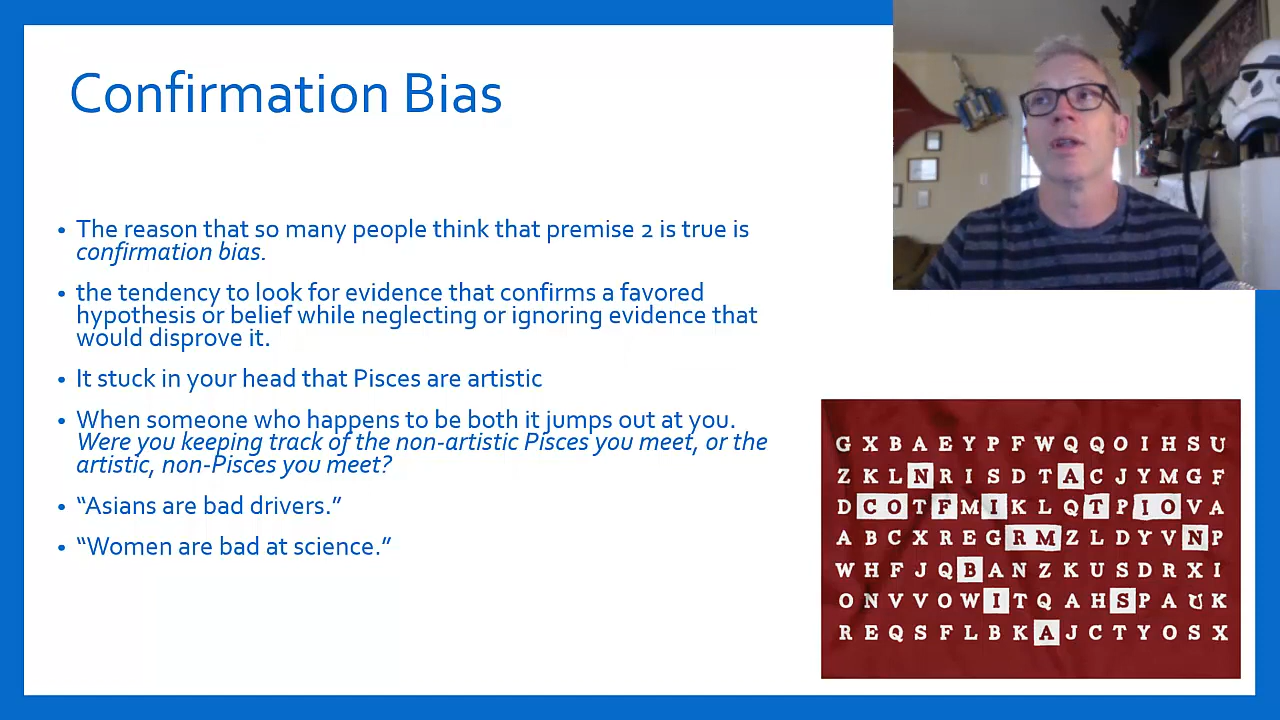 Confirmation Bias
• The reason that so many people think that premise 2 is true is
confirmation bias.
• the tendency to look for evidence that confirms a favored
hypothesis or belief while neglecting or ignoring evidence that
would disprove it.
• It stuck in your head that Pisces are artistic
• When someone who happens to be both it jumps out at you.
Were you keeping track of the non-artistic Pisces you meet, or the
artistic, non-Pisces you meet?
• “Asians are bad drivers.”
• “Women are bad at science.”
G X B A E Y P F W Q Q O I H S U
Z K L N R I S D T A C J Y M G F
D C O T F M I K L Q T P I O V A
A B C X R E G R M Z L D Y V N P
W H F J Q B A N Z K U S D R X I
O N V V O W I T Q A H S P A U K
R E Q S F L B K A J C T Y O S X